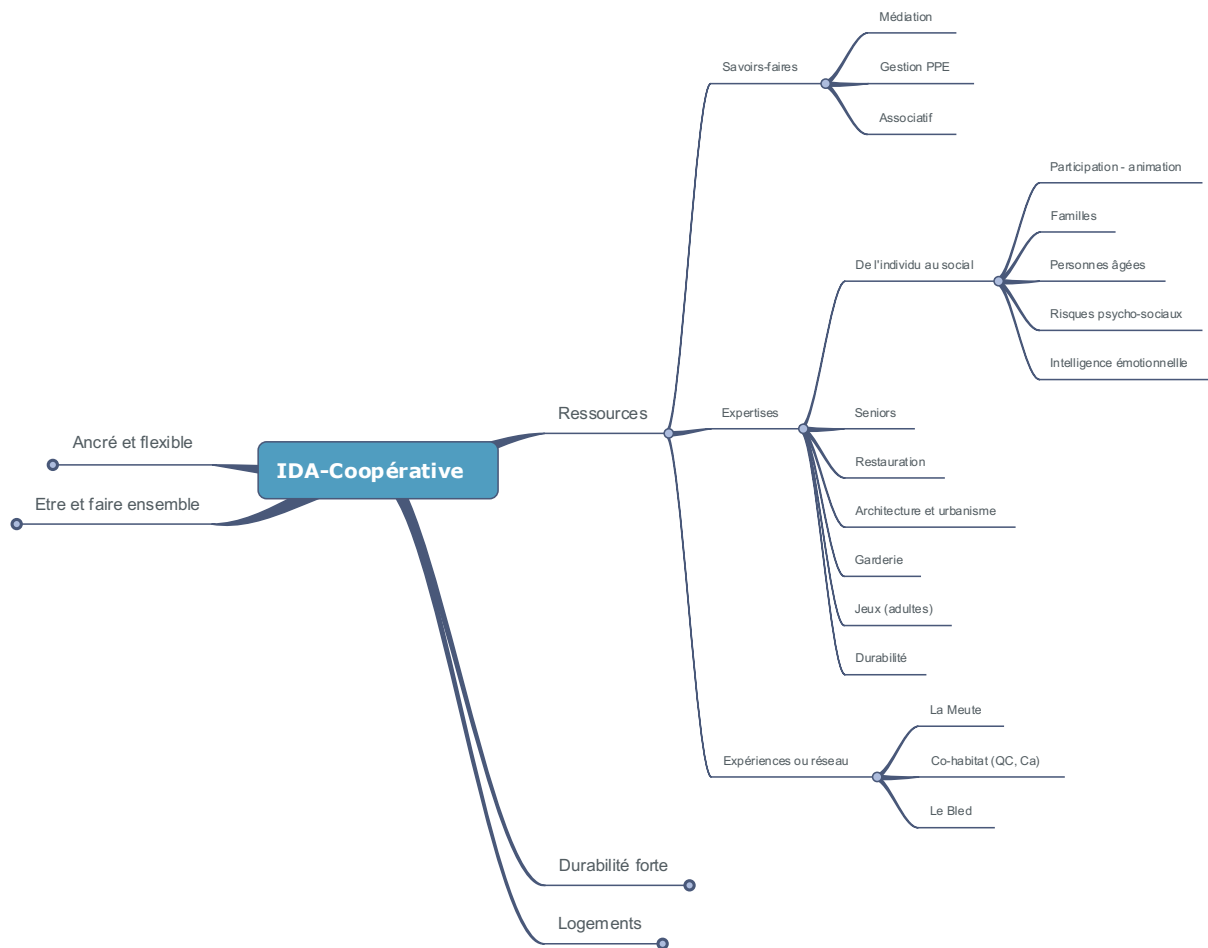 Médiation
Savoirs-faires
Gestion PPE
Associatif
Participation - animation
Familles
De l'individu au social
Personnes âgées
Risques psycho-sociaux
Intelligence émotionnellle
Ressources
Expertises
Seniors
Ancré et flexible
IDA-Coopérative
Restauration
Etre et faire ensemble
Architecture et urbanisme
Garderie
Jeux (adultes)
Durabilité
La Meute
Expériences ou réseau
Co-habitat (QC, Ca)
Le Bled
Durabilité forte
Logements